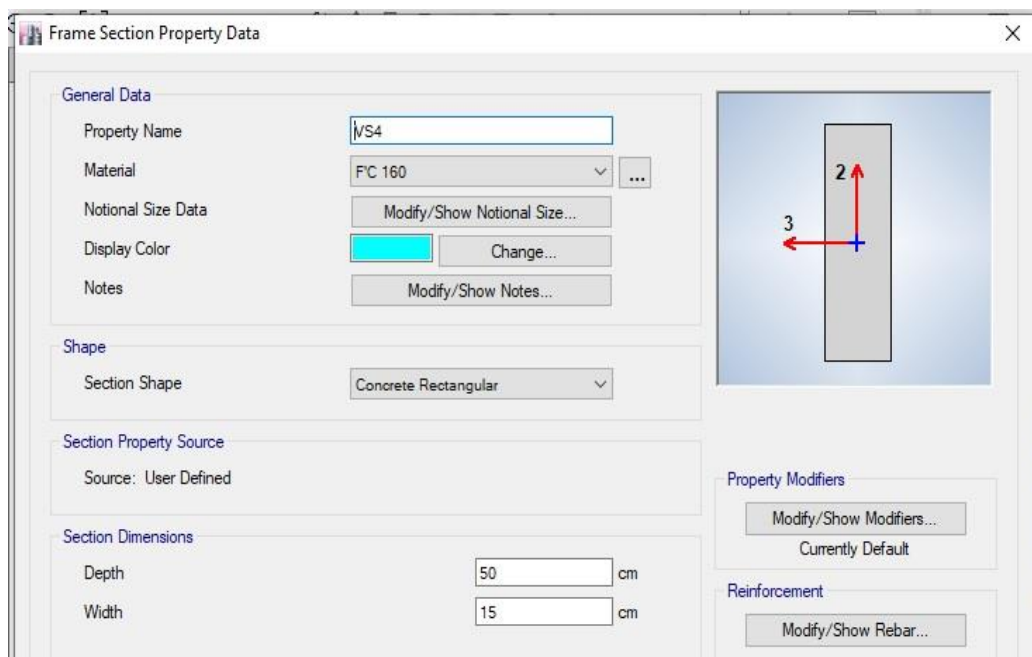 Frame Section Property Data
General Data
Property Name VS4
Material F'C 160 ...
Notional Size Data Modify/Show Notional Size...
Display Color Change...
Notes Modify/Show Notes...
2
3
Shape
Section Shape Concrete Rectangular
Section Property Source
Source: User Defined
Property Modifiers
Modify/Show Modifiers...
Currently Default
Section Dimensions
Depth 50 cm
Width 15 cm
Reinforcement
Modify/Show Rebar...